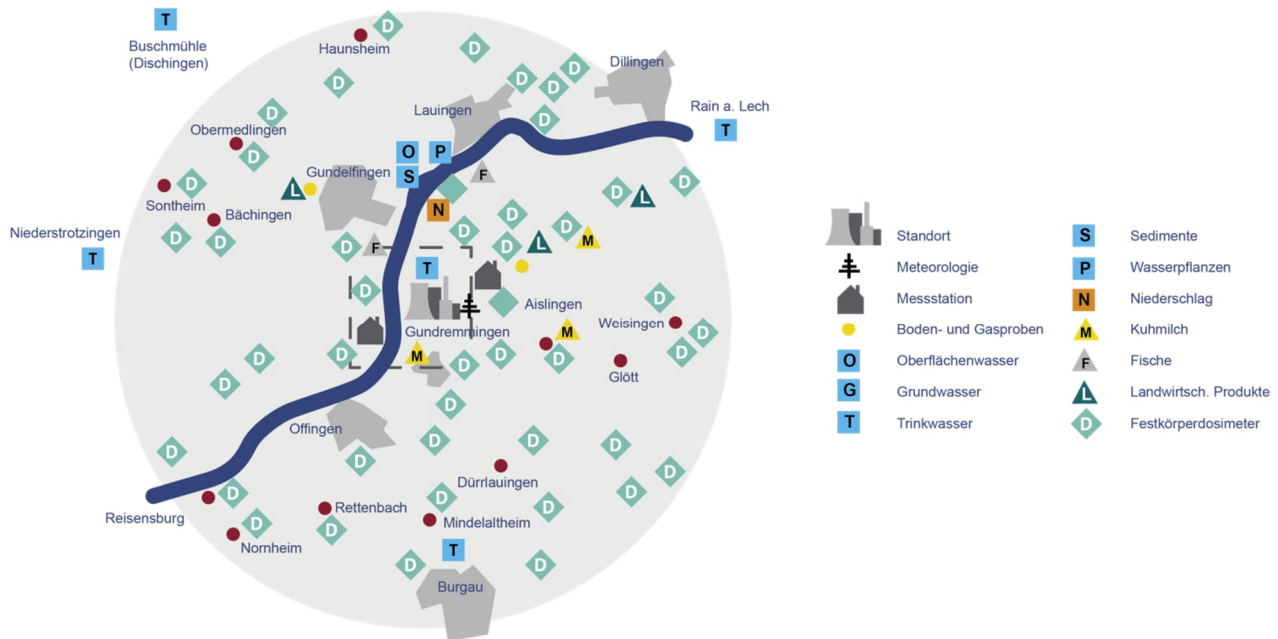 T
Buschmühle
(Dischingen)
Haunsheim
D
D
D
D
D
D
Dillingen
Lauingen
D
D
Rain a. Lech
T
Obermedlingen
D
O
P
S
Gundelfingen
F
L
D
Sontheim
Bächingen
D
D
N
D
L
D
D
Niederstrotzingen
T
D
D
D
F
D
D
L
D
M
T
D
Aislingen
D
Weisingen
D
Gundremmingen
M
M
D
D
D
D
D
D
Glött
D
D
D
Offingen
D
D
D
D
D
D
D
Dürrlauingen
D
Reisensburg
D
D
Rettenbach
D
D
D
Mindelaltheim
Nornheim
T
D
D
Burgau
Standort
Meteorologie
Messstation
Boden- und Gasproben
O Oberflächenwasser
G Grundwasser
T Trinkwasser
S Sedimente
P Wasserpflanzen
N Niederschlag
M Kuhmilch
F Fische
L Landwirtsch. Produkte
D Festkörperdosimeter